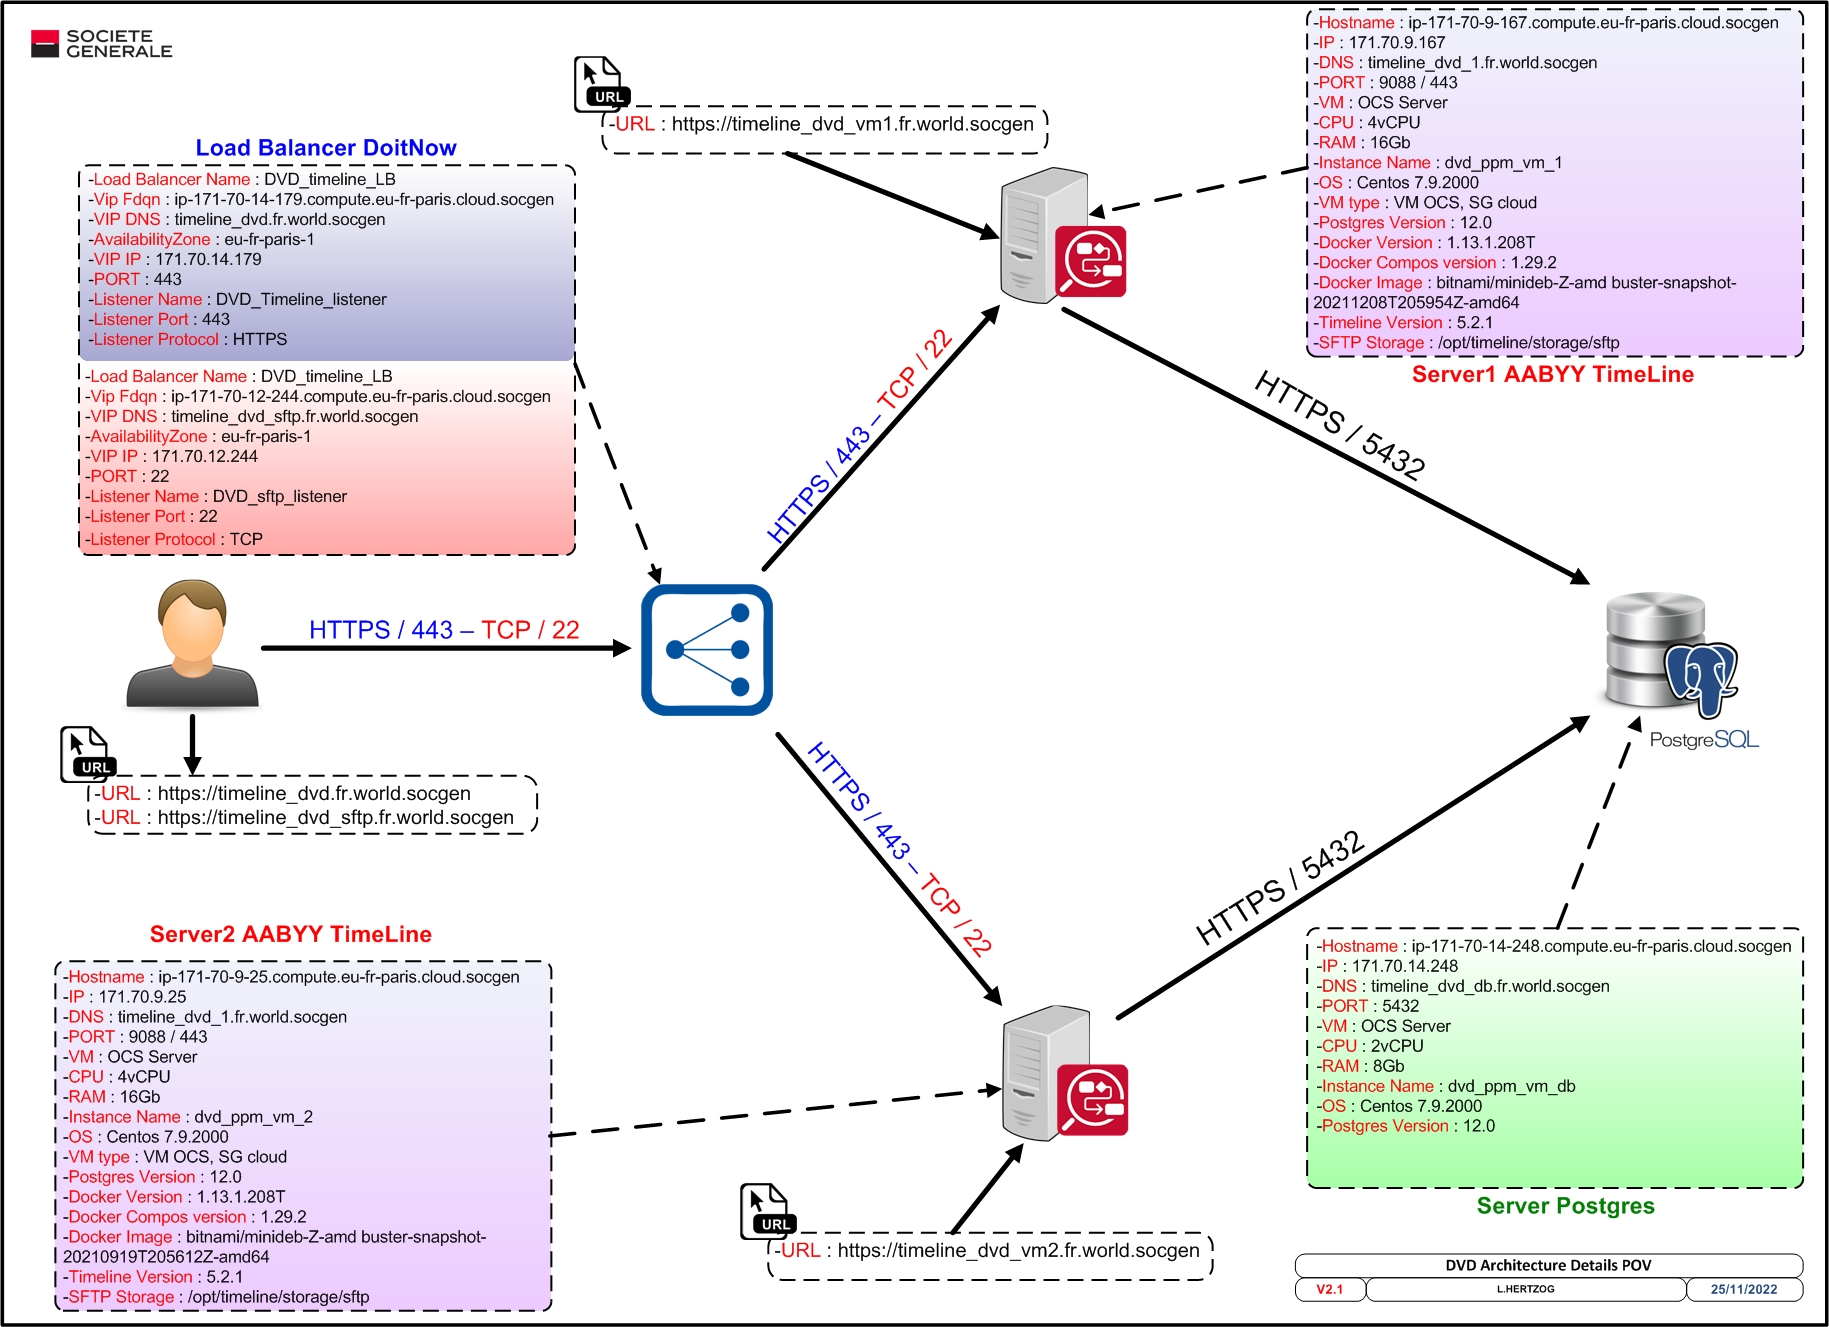 SOCIETE
GENERALE
URL
-URL : https://timeline_dvd_vm1.fr.world.socgen
-Hostname : ip-171-70-9-167.compute.eu-fr-paris.cloud.socgen
-IP : 171.70.9.167
-DNS : timeline_dvd_1.fr.world.socgen
-PORT : 9088 / 443
-VM : OCS Server
-CPU : 4vCPU
-RAM : 16Gb
-Instance Name : dvd_ppm_vm_1
-OS : Centos 7.9.2000
-VM type : VM OCS, SG cloud
-Postgres Version : 12.0
-Docker Version : 1.13.1.208T
-Docker Compos version : 1.29.2
-Docker Image : bitnami/minideb-Z-amd buster-snapshot-
20211208T205954Z-amd64
-Timeline Version : 5.2.1
-SFTP Storage : /opt/timeline/storage/sftp
Server1 AABYY TimeLine
Load Balancer DoitNow
-Load Balancer Name : DVD_timeline_LB
-Vip Fdqn : ip-171-70-14-179.compute.eu-fr-paris.cloud.socgen
-VIP DNS : timeline_dvd.fr.world.socgen
-AvailabilityZone : eu-fr-paris-1
-VIP IP : 171.70.14.179
-PORT : 443
-Listener Name : DVD_Timeline_listener
-Listener Port : 443
-Listener Protocol : HTTPS
-Load Balancer Name : DVD_timeline_LB
-Vip Fdqn : ip-171-70-12-244.compute.eu-fr-paris.cloud.socgen
-VIP DNS : timeline_dvd_sftp.fr.world.socgen
-AvailabilityZone : eu-fr-paris-1
-VIP IP : 171.70.12.244
-PORT : 22
-Listener Name : DVD_sftp_listener
-Listener Port : 22
-Listener Protocol : TCP
HTTPS / 443 – TCP / 22
HTTPS / 5432
HTTPS / 443 – TCP / 22
PostgreSQL
URL
-URL : https://timeline_dvd.fr.world.socgen
-URL : https://timeline_dvd_sftp.fr.world.socgen
HTTPS / 443 – TCP / 22
HTTPS / 5432
Server2 AABYY TimeLine
-Hostname : ip-171-70-9-25.compute.eu-fr-paris.cloud.socgen
-IP : 171.70.9.25
-DNS : timeline_dvd_1.fr.world.socgen
-PORT : 9088 / 443
-VM : OCS Server
-CPU : 4vCPU
-RAM : 16Gb
-Instance Name : dvd_ppm_vm_2
-OS : Centos 7.9.2000
-VM type : VM OCS, SG cloud
-Postgres Version : 12.0
-Docker Version : 1.13.1.208T
-Docker Compos version : 1.29.2
-Docker Image : bitnami/minideb-Z-amd buster-snapshot-
20210919T205612Z-amd64
-Timeline Version : 5.2.1
-SFTP Storage : /opt/timeline/storage/sftp
URL
-URL : https://timeline_dvd_vm2.fr.world.socgen
-Hostname : ip-171-70-14-248.compute.eu-fr-paris.cloud.socgen
-IP : 171.70.14.248
-DNS : timeline_dvd_db.fr.world.socgen
-PORT : 5432
-VM : OCS Server
-CPU : 2vCPU
-RAM : 8Gb
-Instance Name : dvd_ppm_vm_db
-OS : Centos 7.9.2000
-Postgres Version : 12.0
Server Postgres
DVD Architecture Details POV
V2.1 L.HERTZOG 25/11/2022